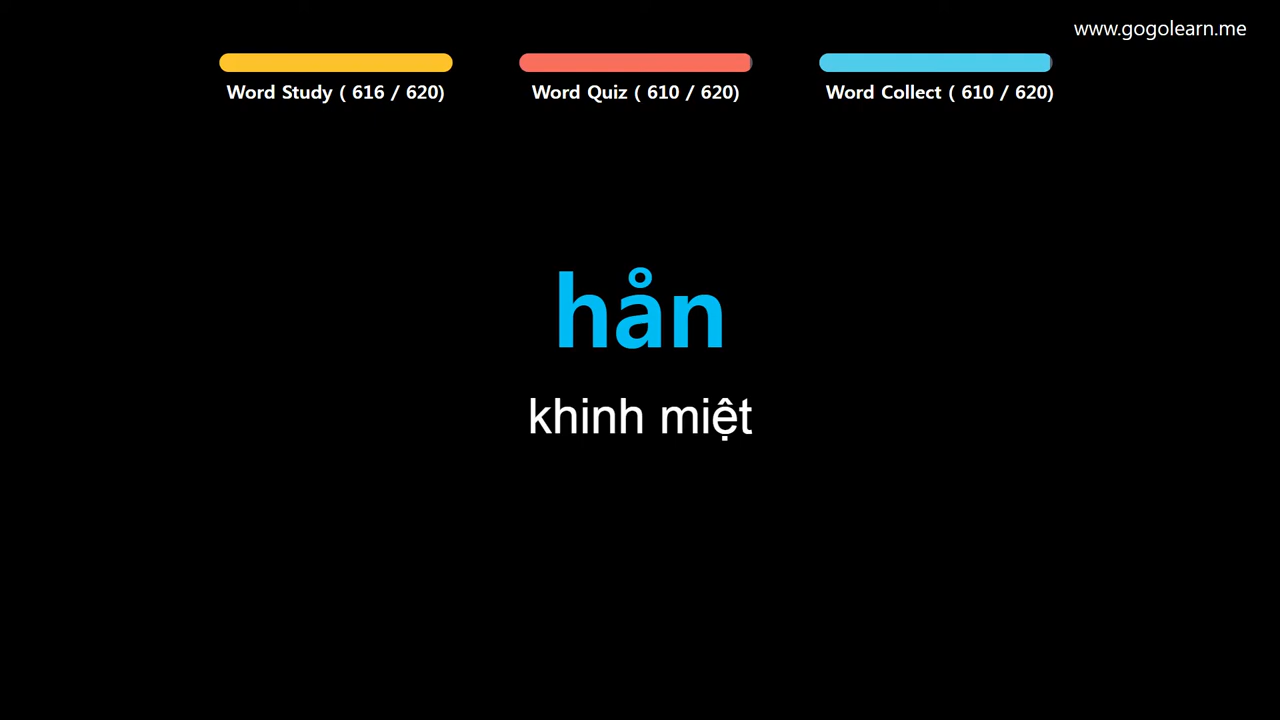 www.gogolearn.me
Word Study ( 616 / 620)
Word Quiz ( 610 / 620)
Word Collect ( 610 / 620)
hån
khinh miệt